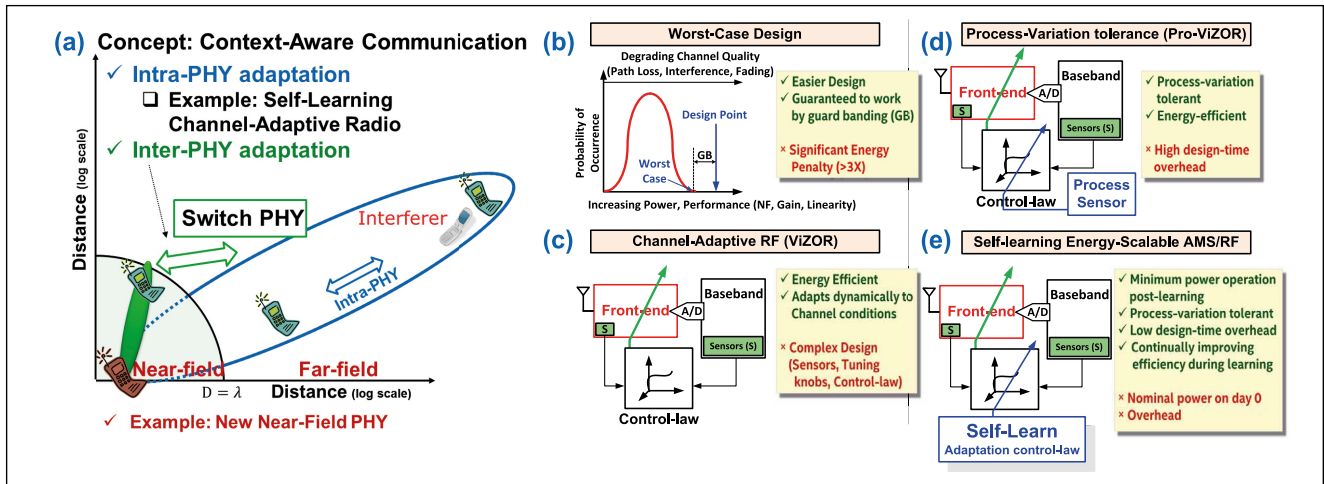 (a) Concept: Context-Aware Communication
✓ Intra-PHY adaptation
❑ Example: Self-Learning
Channel-Adaptive Radio
✓ Inter-PHY adaptation
Switch PHY
Interferer
Intra-PHY
Distance (log scale)
Near-field
Far-field
D = λ
Distance (log scale)
✓ Example: New Near-Field PHY
(b) Worst-Case Design
Degrading Channel Quality
(Path Loss, Interference, Fading)
Probability of
Occurrence
Design Point
GB
Worst
Case
Increasing Power, Performance (NF, Gain, Linearity)
✓ Easier Design
✓ Guaranteed to work
by guard banding (GB)
× Significant Energy
Penalty (>3X)
(c) Channel-Adaptive RF (ViZOR)
Front-end
A/D
Baseband
S
Sensors (S)
Control-law
✓ Energy Efficient
✓ Adapts dynamically to
Channel conditions
× Complex Design
(Sensors, Tuning
knobs, Control-law)
(d) Process-Variation tolerance (Pro-ViZOR)
Front-end
A/D
Baseband
S
Sensors (S)
Control-law
Process
Sensor
✓ Process-variation
tolerant
✓ Energy-efficient
× High design-time
overhead
(e) Self-learning Energy-Scalable AMS/RF
Front-end
A/D
Baseband
S
Sensors (S)
Self-Learn
Adaptation control-law
✓ Minimum power operation
post-learning
✓ Process-variation tolerant
✓ Low design-time overhead
✓ Continually improving
efficiency during learning
× Nominal power on day 0
× Overhead